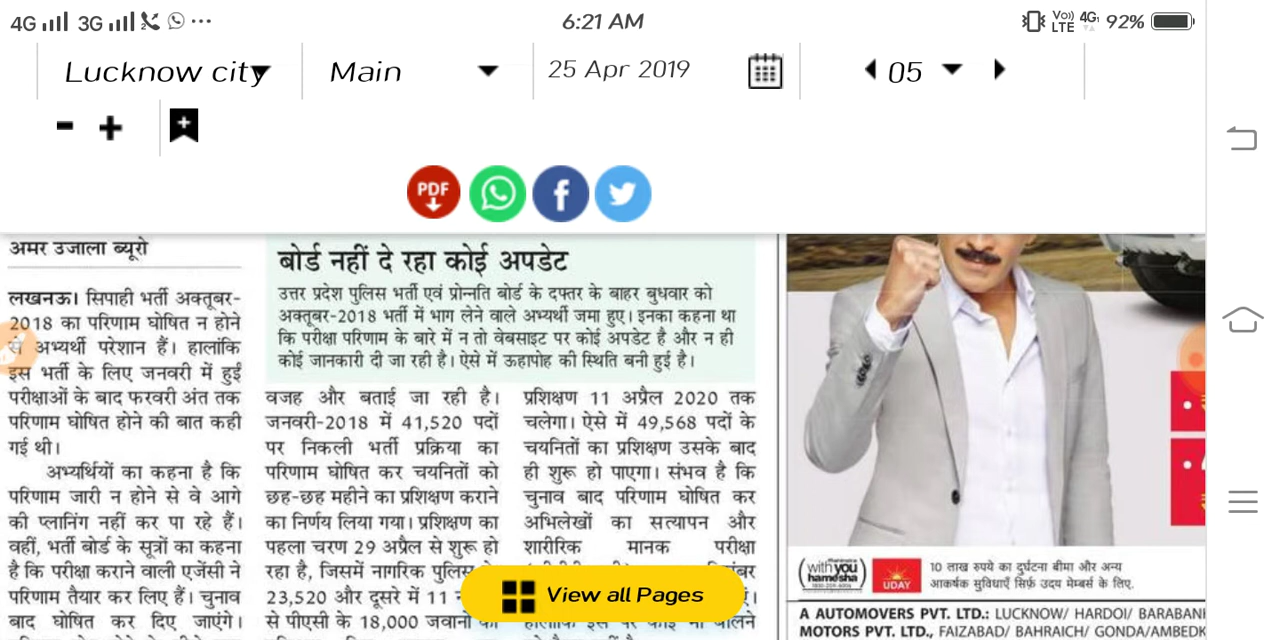 4G 3G 6:21 AM Vo)) LTE 4G 92%
Lucknow city Main 25 Apr 2019 05
PDF
अमर उजाला ब्यूरो
लखनऊ। सिपाही भर्ती अक्तूबर-
2018 का परिणाम घोषित न होने
से अभ्यर्थी परेशान हैं। हालांकि
इस भर्ती के लिए जनवरी में हुई
परीक्षाओं के बाद फरवरी अंत तक
परिणाम घोषित होने की बात कही
गई थी।
अभ्यर्थियों का कहना है कि
परिणाम जारी न होने से वे आगे
की प्लानिंग नहीं कर पा रहे हैं।
वहीं, भर्ती बोर्ड के सूत्रों का कहना
है कि परीक्षा कराने वाली एजेंसी ने
परिणाम तैयार कर लिए हैं। चुनाव
बाद घोषित कर दिए जाएंगे।
बोर्ड नहीं दे रहा कोई अपडेट
उत्तर प्रदेश पुलिस भर्ती एवं प्रोन्नति बोर्ड के दफ्तर के बाहर बुधवार को
अक्तूबर-2018 भर्ती में भाग लेने वाले अभ्यर्थी जमा हुए। इनका कहना था
कि परीक्षा परिणाम के बारे में न तो वेबसाइट पर कोई अपडेट है और न ही
कोई जानकारी दी जा रही है। ऐसे में ऊहापोह की स्थिति बनी हुई है।
वजह और बताई जा रही है।
जनवरी-2018 में 41,520 पदों
पर निकली भर्ती प्रक्रिया का
परिणाम घोषित कर चयनितों को
छह-छह महीने का प्रशिक्षण कराने
का निर्णय लिया गया। प्रशिक्षण का
पहला चरण 29 अप्रैल से शुरू हो
रहा है, जिसमें नागरिक पुलिस
23,520 और दूसरे में 11
से पीएसी के 18,000 जवानों
प्रशिक्षण 11 अप्रैल 2020 तक
चलेगा। ऐसे में 49,568 पदों के
चयनितों का प्रशिक्षण उसके बाद
ही शुरू हो पाएगा। संभव है कि
चुनाव बाद परिणाम घोषित कर
अभिलेखों का सत्यापन और
शारीरिक मानक परीक्षा
View all Pages
with you hamesha
UDAY
10 लाख रुपये का दुर्घटना बीमा और अन्य
आकर्षक सुविधाएँ सिर्फ़ उदय मेम्बर्स के लिए.
A AUTOMOVERS PVT. LTD.: LUCKNOW/ HARDOI/ BARABANK
MOTORS PVT. LTD., FAIZABAD/ BAHRAICH/ GONDA/AMBEDK